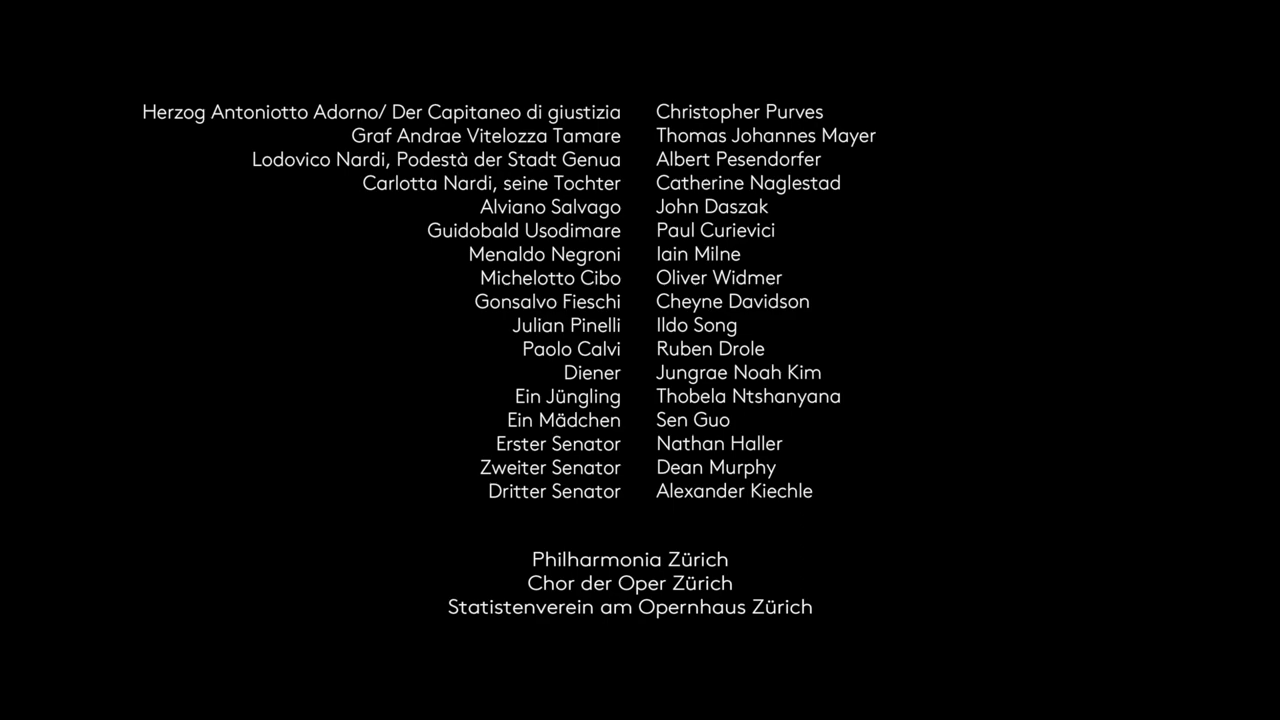 Herzog Antoniotto Adorno/ Der Capitaneo di giustizia Christopher Purves
Graf Andrae Vitelozza Tamare Thomas Johannes Mayer
Lodovico Nardi, Podestà der Stadt Genua Albert Pesendorfer
Carlotta Nardi, seine Tochter Catherine Naglestad
Alviano Salvago John Daszak
Guidobald Usodimare Paul Curievici
Menaldo Negroni Iain Milne
Michelotto Cibo Oliver Widmer
Gonsalvo Fieschi Cheyne Davidson
Julian Pinelli Ildo Song
Paolo Calvi Ruben Drole
Diener Jungrae Noah Kim
Ein Jüngling Thobela Ntshanyana
Ein Mädchen Sen Guo
Erster Senator Nathan Haller
Zweiter Senator Dean Murphy
Dritter Senator Alexander Kiechle
Philharmonia Zürich
Chor der Oper Zürich
Statistenverein am Opernhaus Zürich